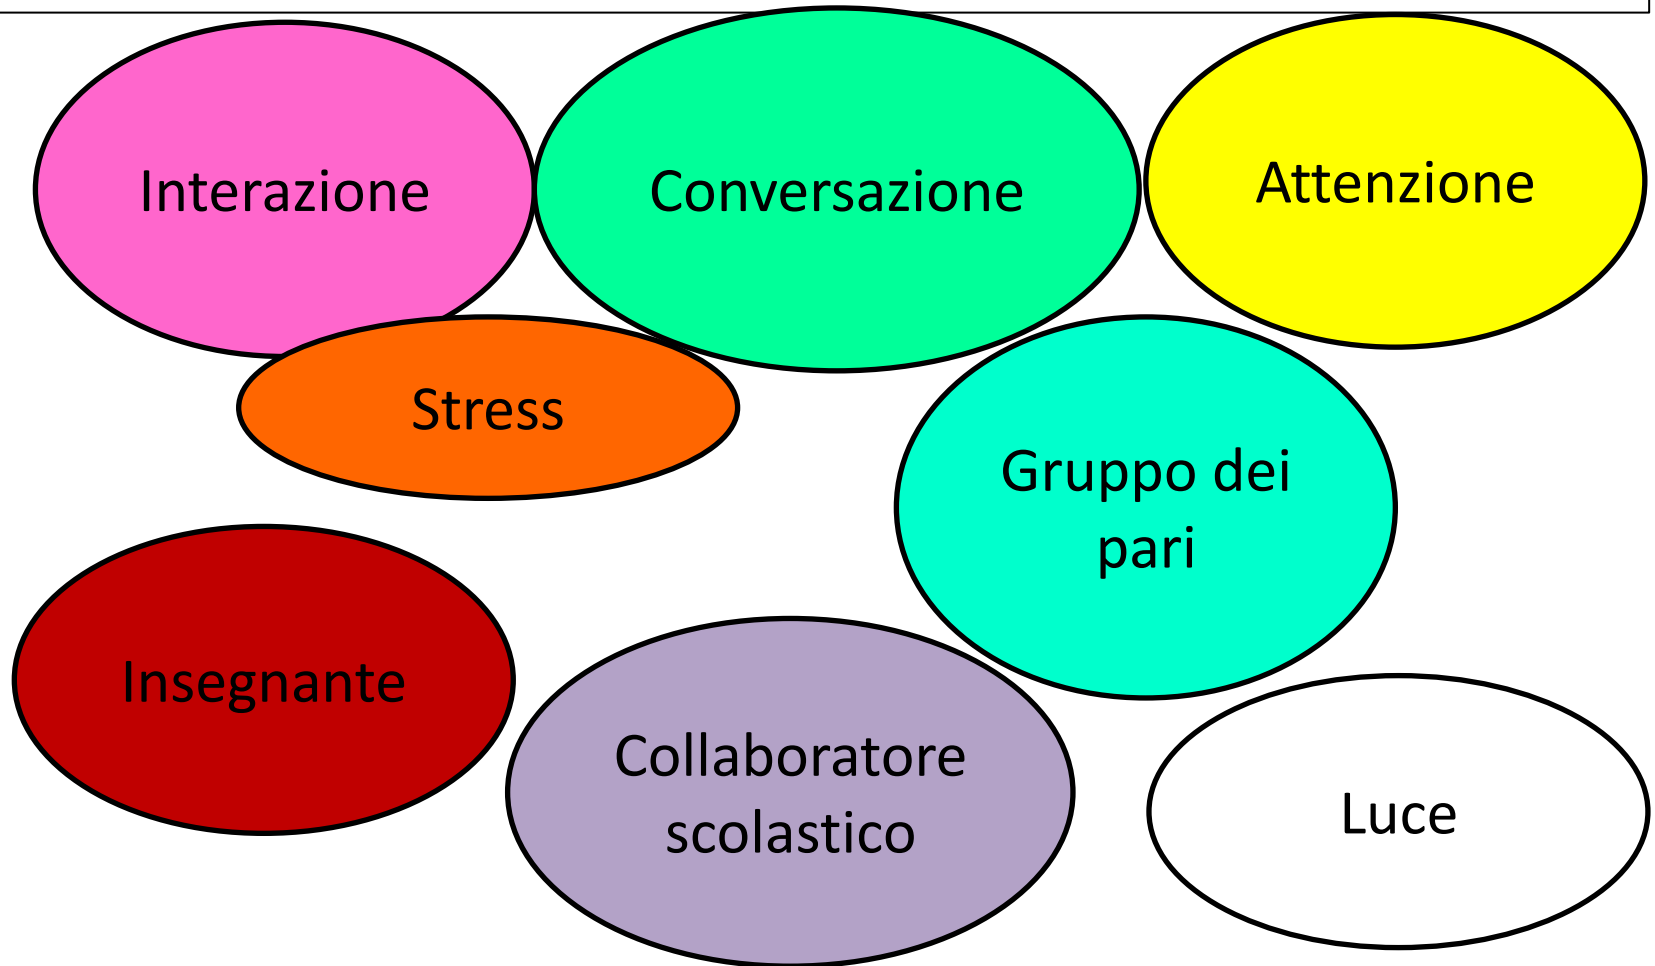 Interazione
Conversazione
Attenzione
Stress
Gruppo dei
pari
Insegnante
Collaboratore
scolastico
Luce